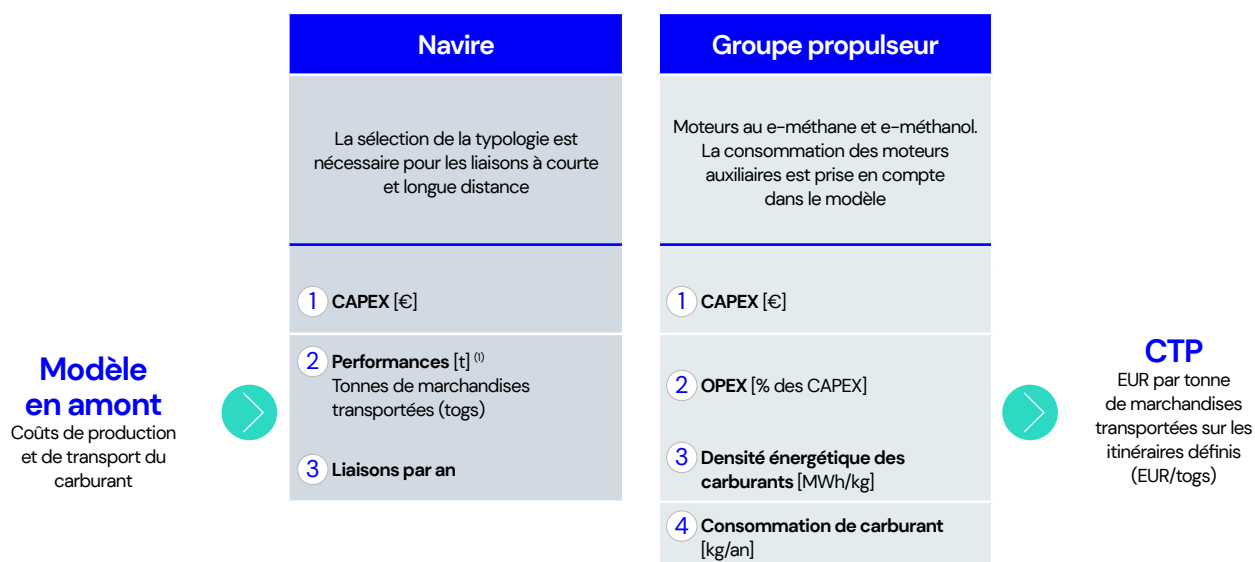 Modèle
en amont
Coûts de production
et de transport du
carburant
Navire
La sélection de la typologie est
nécessaire pour les liaisons à courte
et longue distance
1 CAPEX [€]
2 Performances [t] (1)
Tonnes de marchandises
transportées (togs)
3 Liaisons par an
Groupe propulseur
Moteurs au e-méthane et e-méthanol.
La consommation des moteurs
auxiliaires est prise en compte
dans le modèle
1 CAPEX [€]
2 OPEX [% des CAPEX]
3 Densité énergétique des
carburants [MWh/kg]
4 Consommation de carburant
[kg/an]
CTP
EUR par tonne
de marchandises
transportées sur les
itinéraires définis
(EUR/togs)